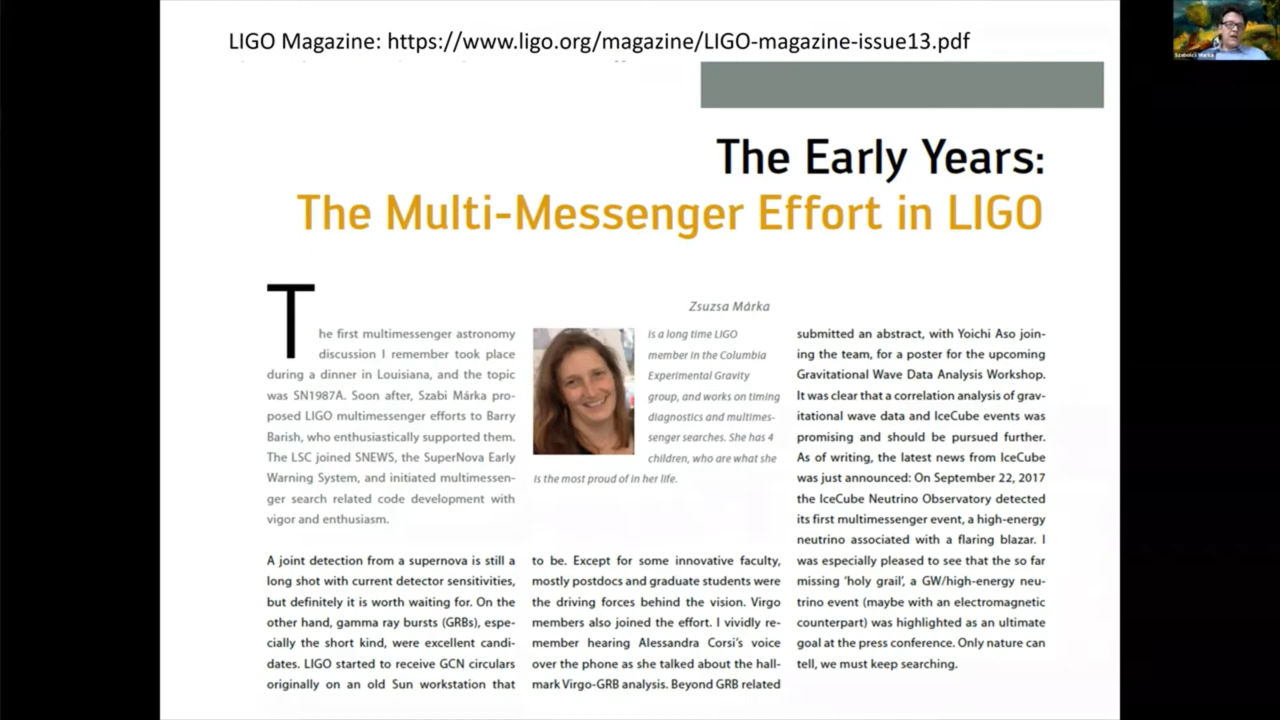 LIGO Magazine: https://www.ligo.org/magazine/LIGO-magazine-issue13.pdf
Szabolcs Marka
The Early Years:
The Multi-Messenger Effort in LIGO
The first multimessenger astronomy
discussion I remember took place
during a dinner in Louisiana, and the topic
was SN1987A. Soon after, Szabi Márka pro-
posed LIGO multimessenger efforts to Barry
Barish, who enthusiastically supported them.
The LSC joined SNEWS, the SuperNova Early
Warning System, and initiated multimessen-
ger search related code development with
vigor and enthusiasm.
A joint detection from a supernova is still a
long shot with current detector sensitivities,
but definitely it is worth waiting for. On the
other hand, gamma ray bursts (GRBs), espe-
cially the short kind, were excellent candi-
dates. LIGO started to receive GCN circulars
originally on an old Sun workstation that
Zsuzsa Márka
is a long time LIGO
member in the Columbia
Experimental Gravity
group, and works on timing
diagnostics and multimes-
senger searches. She has 4
children, who are what she
is the most proud of in her life.
to be. Except for some innovative faculty,
mostly postdocs and graduate students were
the driving forces behind the vision. Virgo
members also joined the effort. I vividly re-
member hearing Alessandra Corsi's voice
over the phone as she talked about the hall-
mark Virgo-GRB analysis. Beyond GRB related
submitted an abstract, with Yoichi Aso join-
ing the team, for a poster for the upcoming
Gravitational Wave Data Analysis Workshop.
It was clear that a correlation analysis of grav-
itational wave data and IceCube events was
promising and should be pursued further.
As of writing, the latest news from IceCube
was just announced: On September 22, 2017
the IceCube Neutrino Observatory detected
its first multimessenger event, a high-energy
neutrino associated with a flaring blazar. I
was especially pleased to see that the so far
missing 'holy grail', a GW/high-energy neu-
trino event (maybe with an electromagnetic
counterpart) was highlighted as an ultimate
goal at the press conference. Only nature can
tell, we must keep searching.